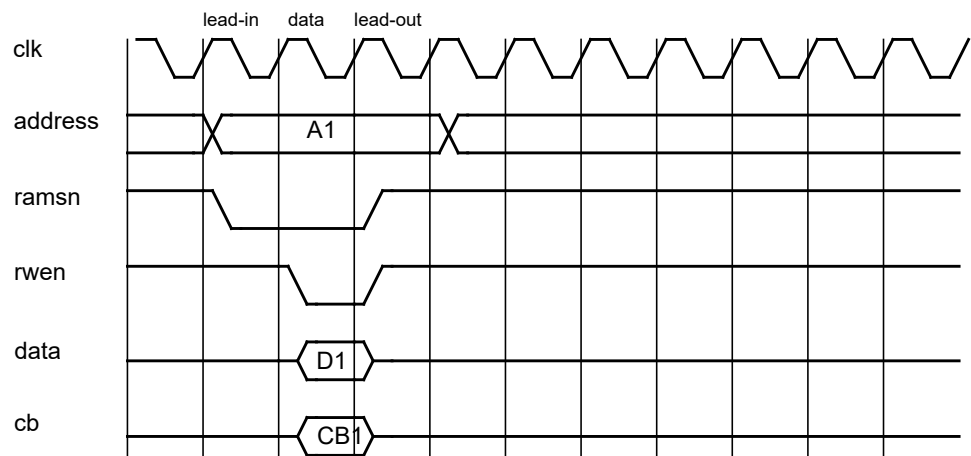 lead-in data lead-out
clk
address A1
ramsn
rwen
data D1
cb CB1